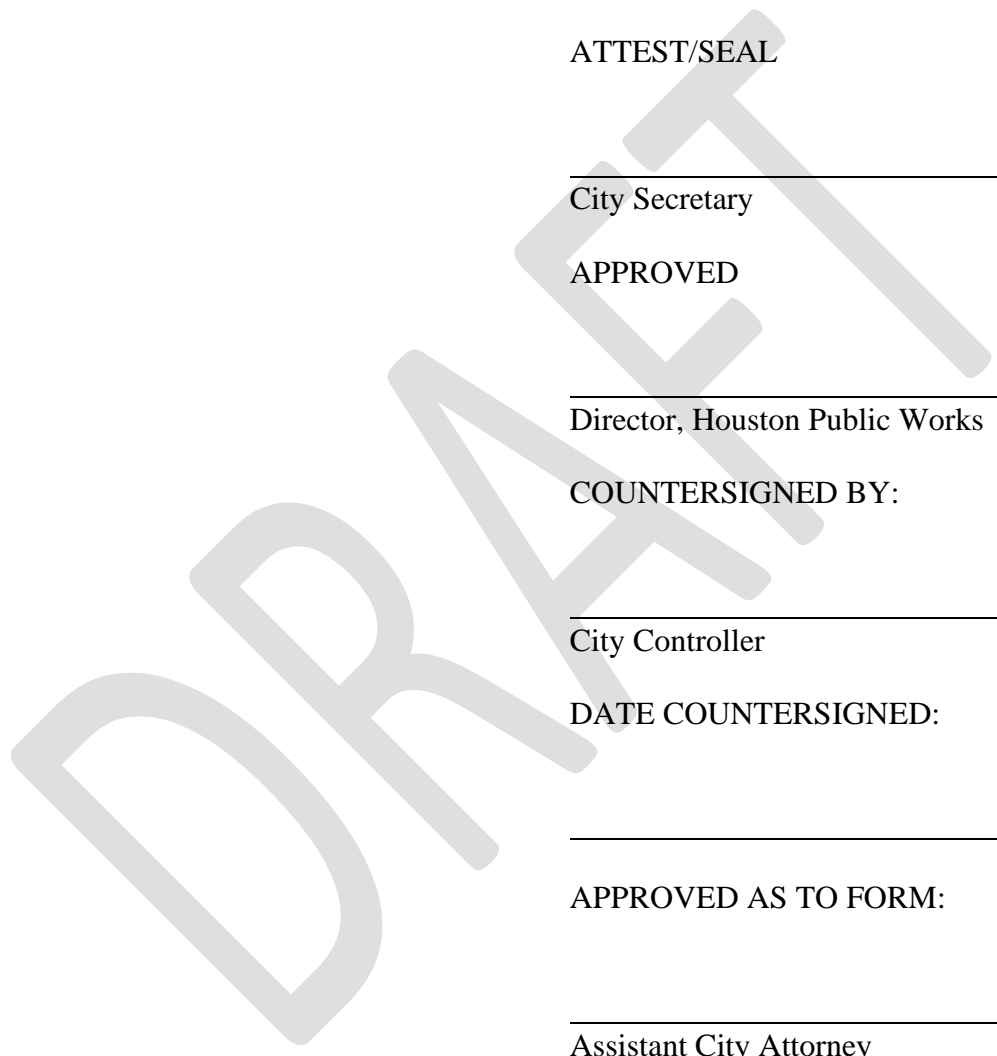 ATTEST/SEAL
City Secretary
APPROVED
Director, Houston Public Works
COUNTERSIGNED BY:
City Controller
DATE COUNTERSIGNED:
APPROVED AS TO FORM:
Assistant City Attorney
DRAFT